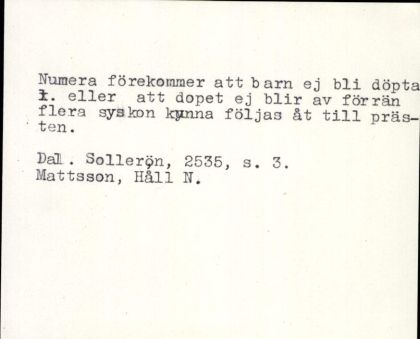 Numera förekommer att barn ej bli döpta
1. eller att dopet ej blir av förrän
flera syskon kunna följas åt till präs-
ten.
Dal. Sollerön, 2535, s. 3.
Mattsson, Håll N.